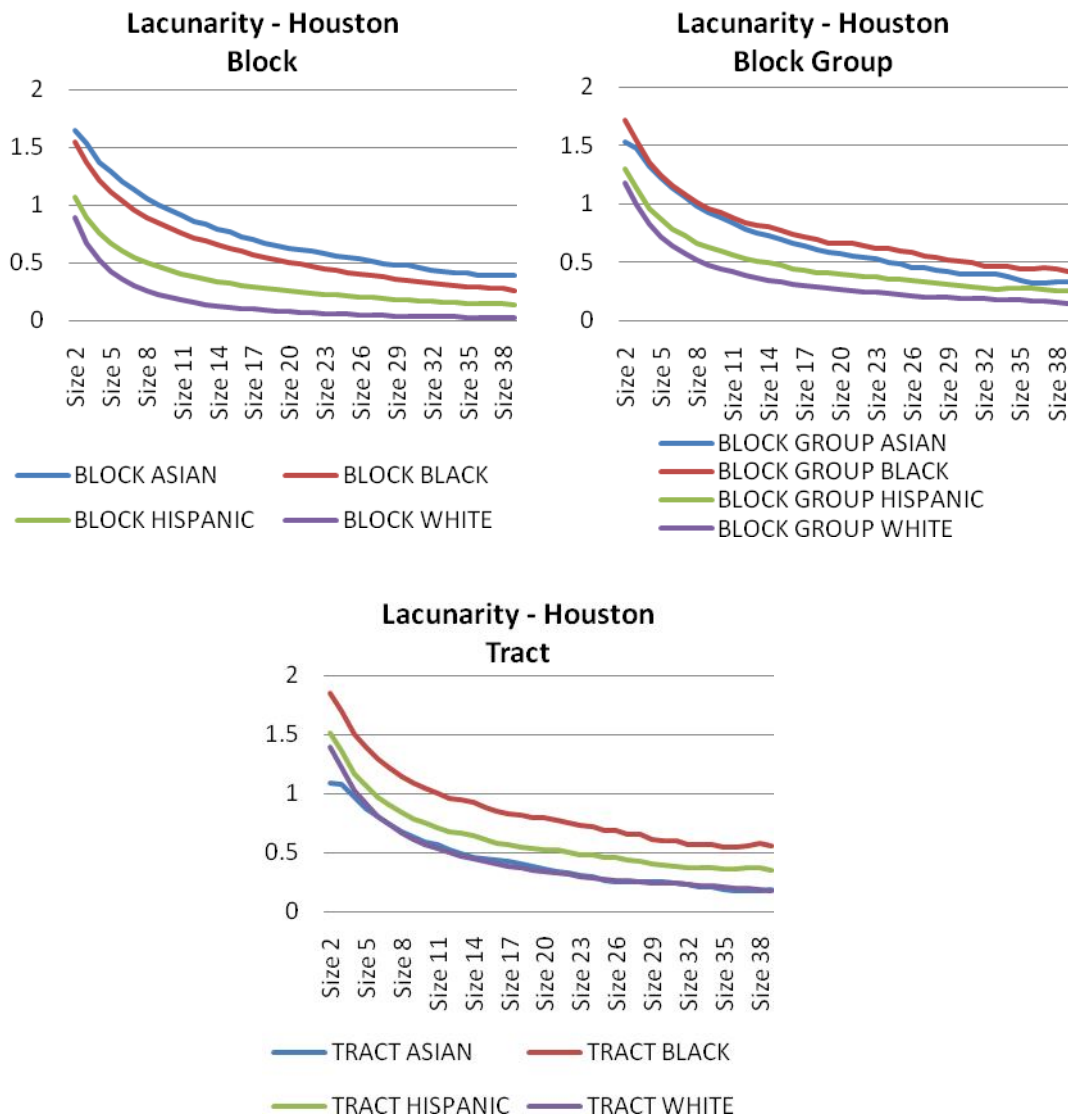 Lacunarity - Houston
Block
2
1.5
1
0.5
0
Size 2
Size 5
Size 8
Size 11
Size 14
Size 17
Size 20
Size 23
Size 26
Size 29
Size 32
Size 35
Size 38
BLOCK ASIAN
BLOCK BLACK
BLOCK HISPANIC
BLOCK WHITE
Lacunarity - Houston
Block Group
2
1.5
1
0.5
0
Size 2
Size 5
Size 8
Size 11
Size 14
Size 17
Size 20
Size 23
Size 26
Size 29
Size 32
Size 35
Size 38
BLOCK GROUP ASIAN
BLOCK GROUP BLACK
BLOCK GROUP HISPANIC
BLOCK GROUP WHITE
Lacunarity - Houston
Tract
2
1.5
1
0.5
0
Size 2
Size 5
Size 8
Size 11
Size 14
Size 17
Size 20
Size 23
Size 26
Size 29
Size 32
Size 35
Size 38
TRACT ASIAN
TRACT BLACK
TRACT HISPANIC
TRACT WHITE